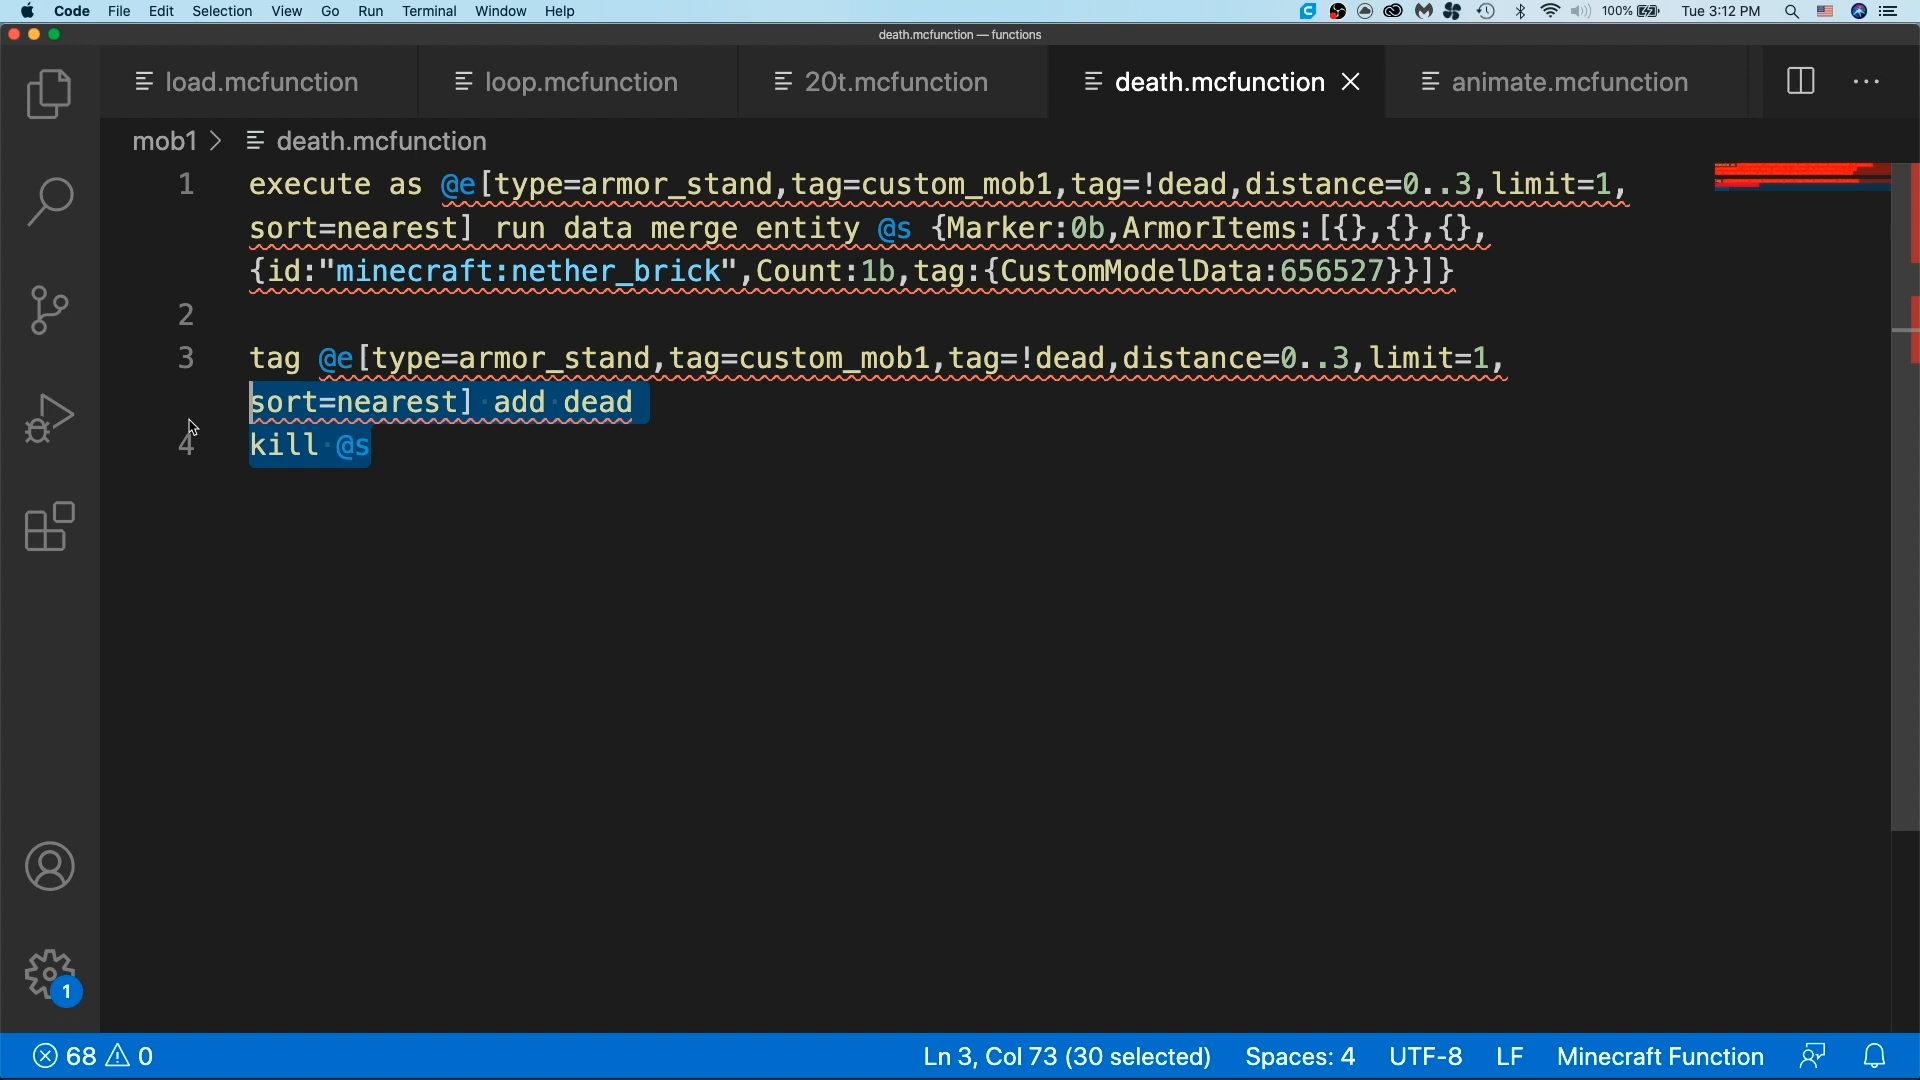 Code File Edit Selection View Go Run Terminal Window Help 100% Tue 3:12 PM
death.mcfunction — functions
load.mcfunction loop.mcfunction 20t.mcfunction death.mcfunction animate.mcfunction
mob1 > death.mcfunction
1 execute as @e[type=armor_stand,tag=custom_mob1,tag=!dead,distance=0..3,limit=1,
sort=nearest] run data merge entity @s {Marker:0b,ArmorItems:[{},{},{},
{id:"minecraft:nether_brick",Count:1b,tag:{CustomModelData:656527}}]}
2
3 tag @e[type=armor_stand,tag=custom_mob1,tag=!dead,distance=0..3,limit=1,
sort=nearest] add dead
4 kill @s
1
68 0 Ln 3, Col 73 (30 selected) Spaces: 4 UTF-8 LF Minecraft Function